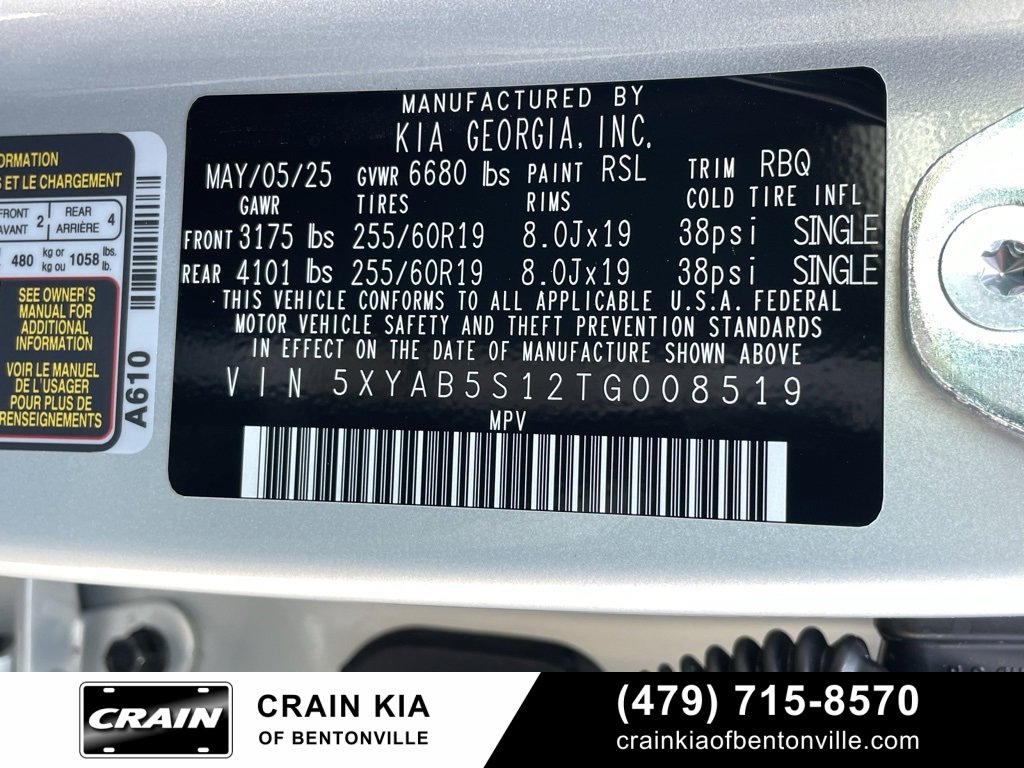 MANUFACTURED BY
KIA GEORGIA, INC.
MAY/05/25 GVWR 6680 lbs PAINT RSL TRIM RBQ
GAWR TIRES RIMS COLD TIRE INFL
FRONT 3175 lbs 255/60R19 8.0Jx19 38psi SINGLE
REAR 4101 lbs 255/60R19 8.0Jx19 38psi SINGLE
THIS VEHICLE CONFORMS TO ALL APPLICABLE U.S.A. FEDERAL
MOTOR VEHICLE SAFETY AND THEFT PREVENTION STANDARDS
IN EFFECT ON THE DATE OF MANUFACTURE SHOWN ABOVE
VIN 5XYAB5S12TG008519
MPV
ET LE CHARGEMENT
FRONT 2 REAR 4
ARRIÈRE
480 kg or 1058 lbs.
kg ou lb.
SEE OWNER'S
MANUAL FOR
ADDITIONAL
INFORMATION
VOIR LE MANUEL
DE L'USAGER
POUR PLUS DE
RENSEIGNEMENTS
A610
CRAIN
CRAIN KIA
OF BENTONVILLE
(479) 715-8570
crainkiaofbentonville.com